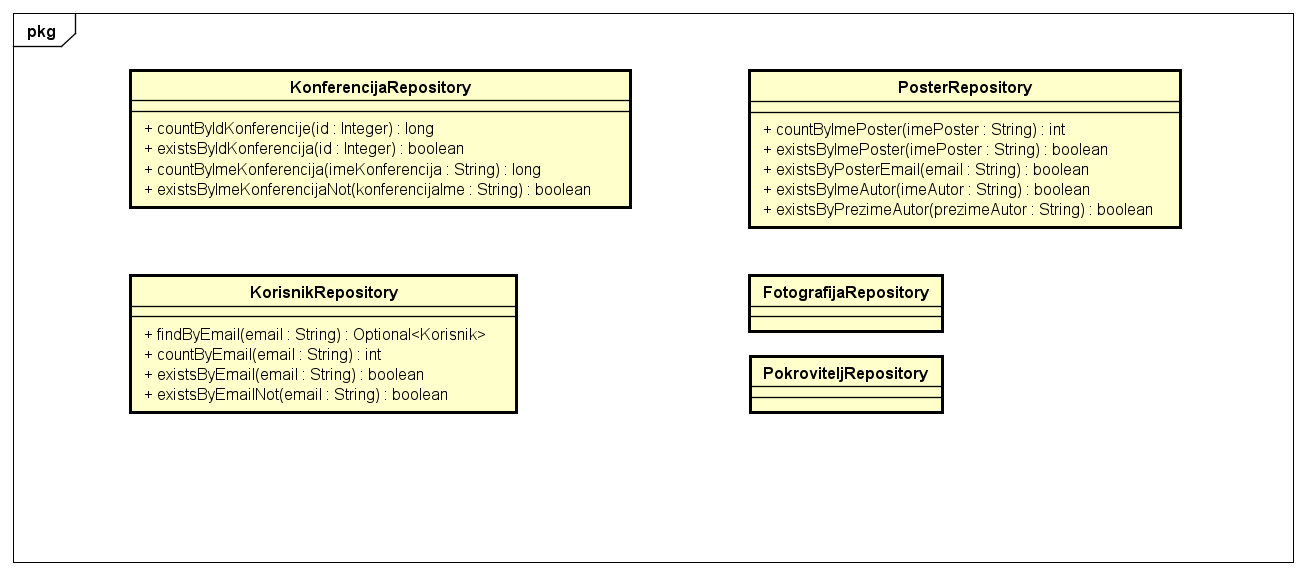 pkg
KonferencijaRepository
+ countByIdKonferencije(id : Integer) : long
+ existsByIdKonferencija(id : Integer) : boolean
+ countByImeKonferencija(imeKonferencija : String) : long
+ existsByImeKonferencijaNot(konferencijaIme : String) : boolean
PosterRepository
+ countByImePoster(imePoster : String) : int
+ existsByImePoster(imePoster : String) : boolean
+ existsByPosterEmail(email : String) : boolean
+ existsByImeAutor(imeAutor : String) : boolean
+ existsByPrezimeAutor(prezimeAutor : String) : boolean
KorisnikRepository
+ findByEmail(email : String) : Optional<Korisnik>
+ countByEmail(email : String) : int
+ existsByEmail(email : String) : boolean
+ existsByEmailNot(email : String) : boolean
FotografijaRepository
PokroviteljRepository